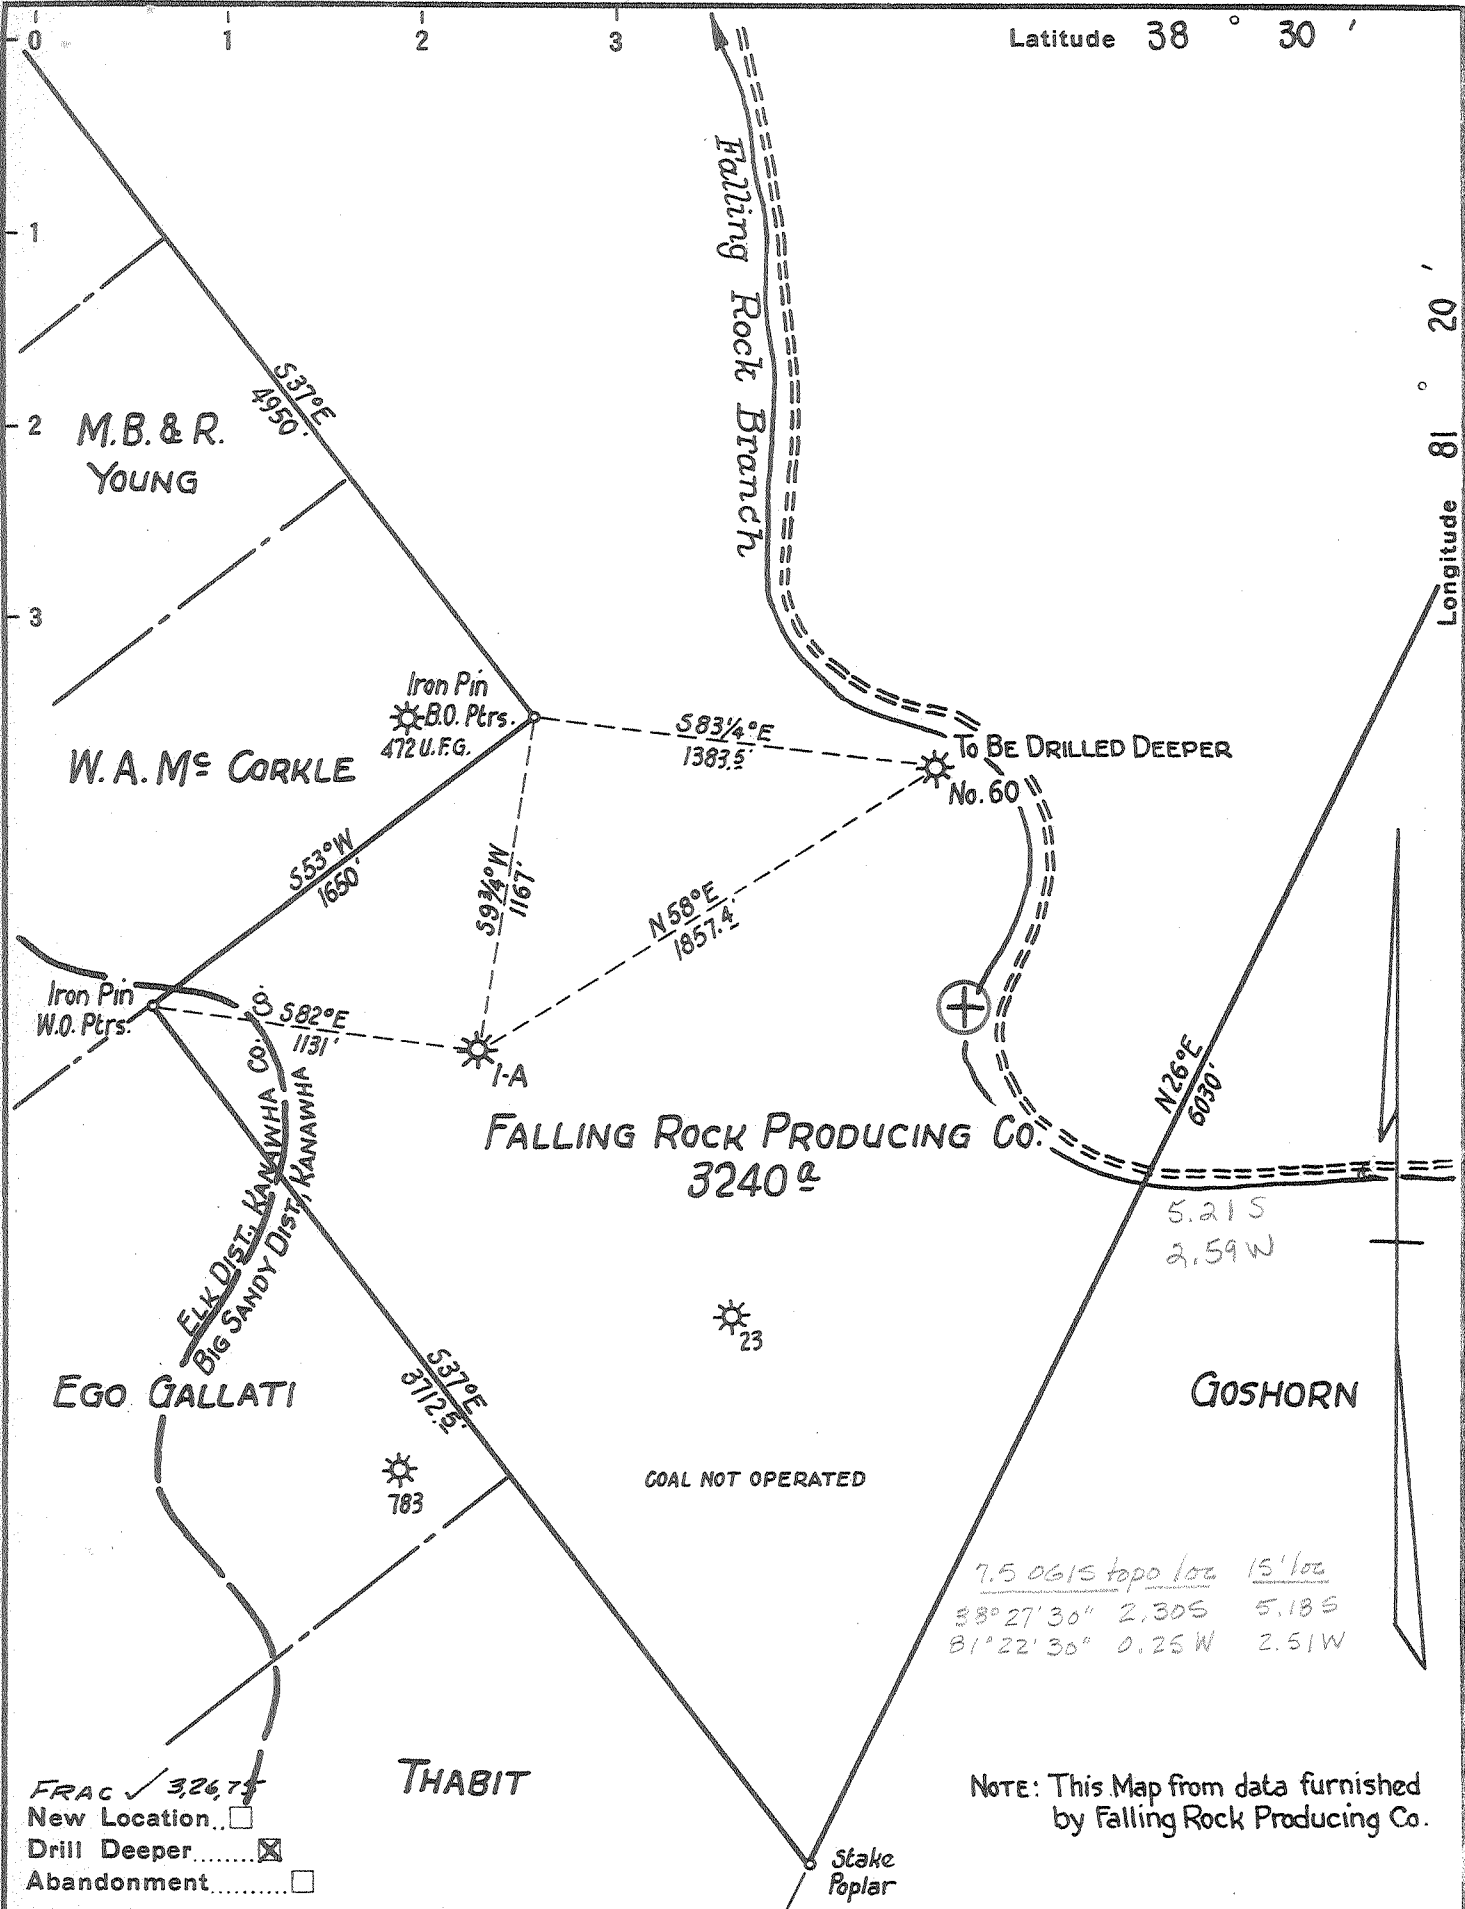 0 1 2 3
Latitude 38 ° 30 '
1
2
3
Longitude 81 ° 20 '
Falling Rock Branch
S37°E
4950'
M.B. & R.
YOUNG
Iron Pin
B.O. Ptrs.
472 U.F.G.
W.A. Mc CORKLE
S83¼°E
1383.5'
TO BE DRILLED DEEPER
No. 60
S53°W
1650'
S9¾°W
1167'
N58°E
1857.4'
Iron Pin
W.O. Ptrs.
S82°E
1131'
1-A
N26°E
6030'
FALLING ROCK PRODUCING CO.
3240 a
ELK DIST., KANAWHA CO.
BIG SANDY DIST., KANAWHA CO.
5.21 S
2.59 W
23
EGO GALLATI
S37°E
3712.5'
GOSHORN
783
COAL NOT OPERATED
7.5 OGIS topo loc 15' loc
38° 27' 30" 2.30S 5.18 S
81° 22' 30" 0.25 W 2.51 W
THABIT
NOTE: This Map from data furnished
by Falling Rock Producing Co.
FRAC ✓ 3,26,75
New Location..☐
Drill Deeper........☒
Abandonment..........☐
Stake
Poplar